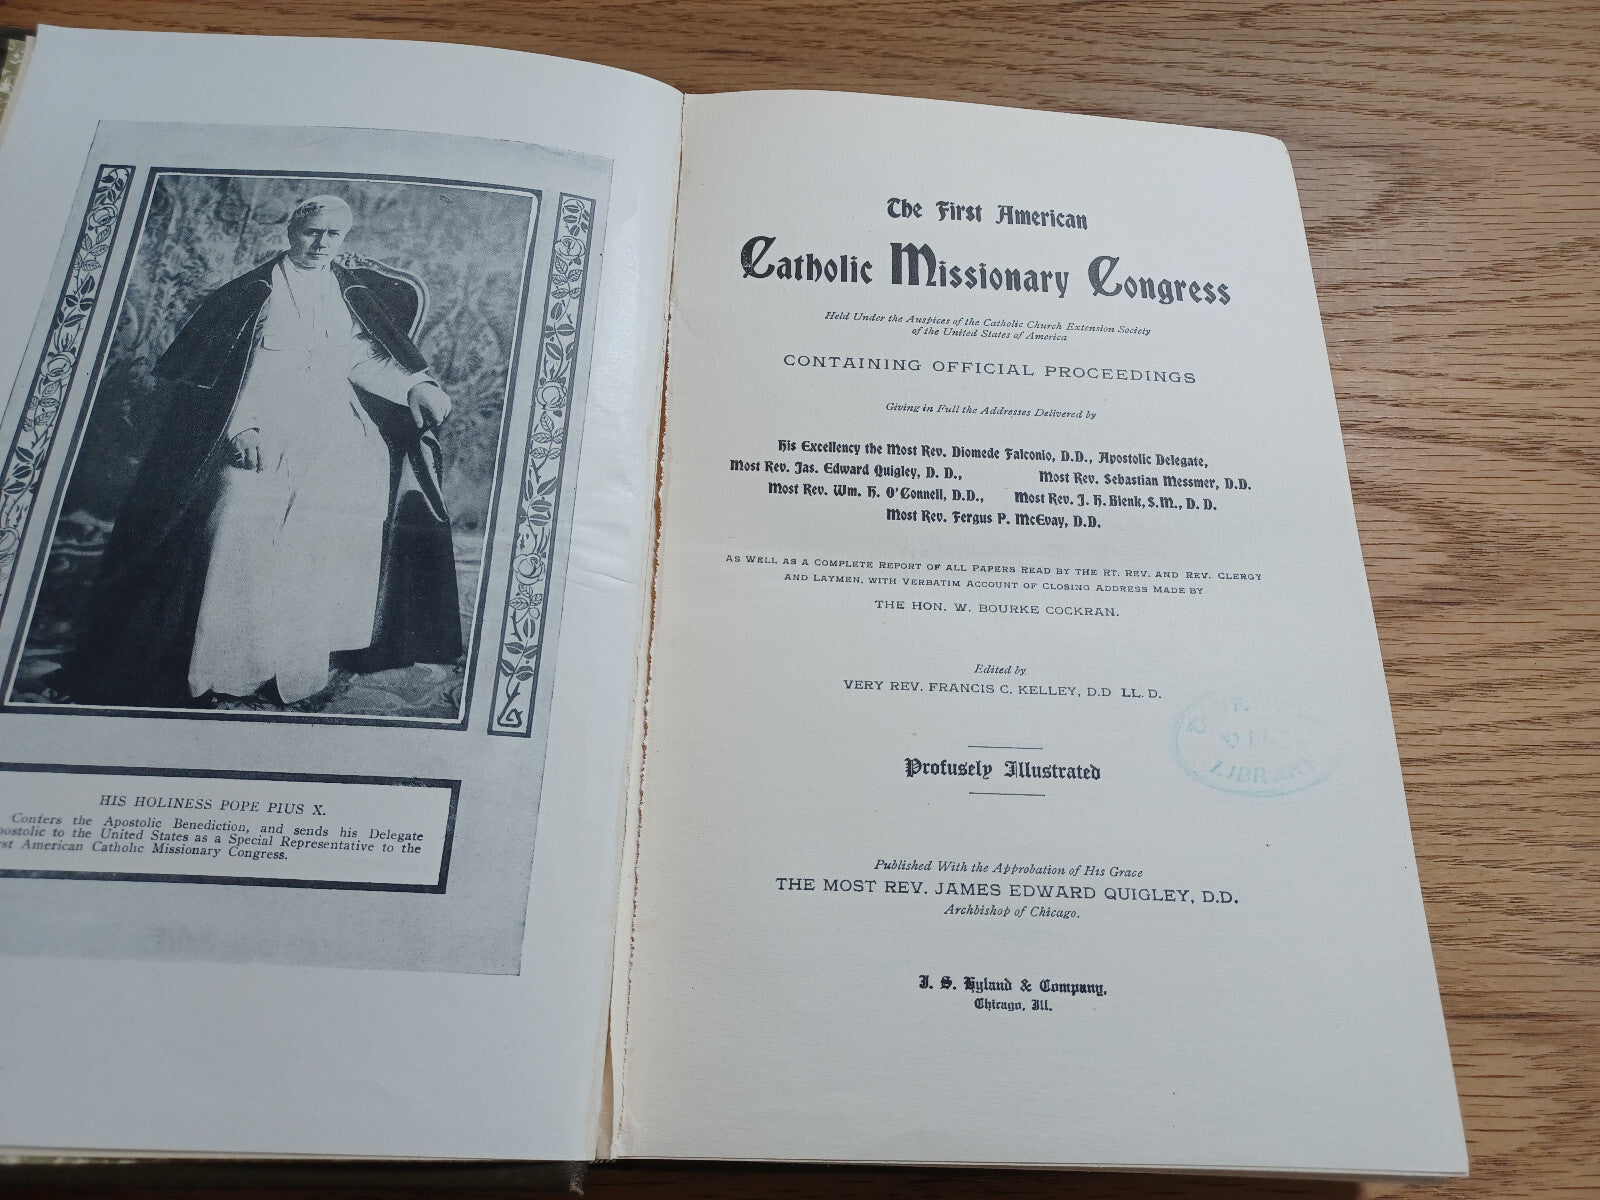 HIS HOLINESS POPE PIUS X.
Confers the Apostolic Benediction, and sends his Delegate
to the United States as a Special Representative to the
American Catholic Missionary Congress.
The First American
Catholic Missionary Congress
Held Under the Auspices of the Catholic Church Extension Society
of the United States of America
CONTAINING OFFICIAL PROCEEDINGS
Giving in Full the Addresses Delivered by
His Excellency the Most Rev. Diomede Falconio, D.D., Apostolic Delegate,
Most Rev. Jas. Edward Quigley, D. D., Most Rev. Sebastian Messmer, D.D.
Most Rev. Wm. H. O'Connell, D.D., Most Rev. J. H. Blenk, S.M., D. D.
Most Rev. Fergus P. McEvay, D.D.
AS WELL AS A COMPLETE REPORT OF ALL PAPERS READ BY THE RT. REV. AND REV. CLERGY
AND LAYMEN, WITH VERBATIM ACCOUNT OF CLOSING ADDRESS MADE BY
THE HON. W. BOURKE COCKRAN.
Edited by
VERY REV. FRANCIS C. KELLEY, D.D LL. D.
LIBRARY
Profusely Illustrated
Published With the Approbation of His Grace
THE MOST REV. JAMES EDWARD QUIGLEY, D.D.
Archbishop of Chicago.
J. S. Hyland & Company,
Chicago, Ill.